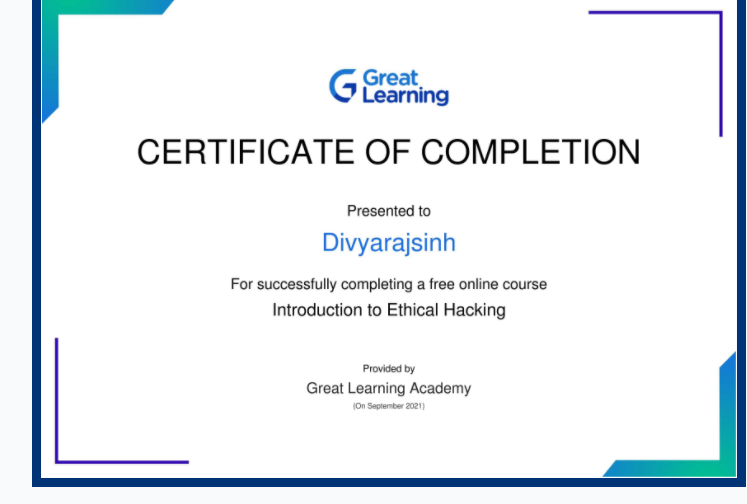 Great
Learning
CERTIFICATE OF COMPLETION
Presented to
Divyarajsinh
For successfully completing a free online course
Introduction to Ethical Hacking
Provided by
Great Learning Academy
(On September 2021)